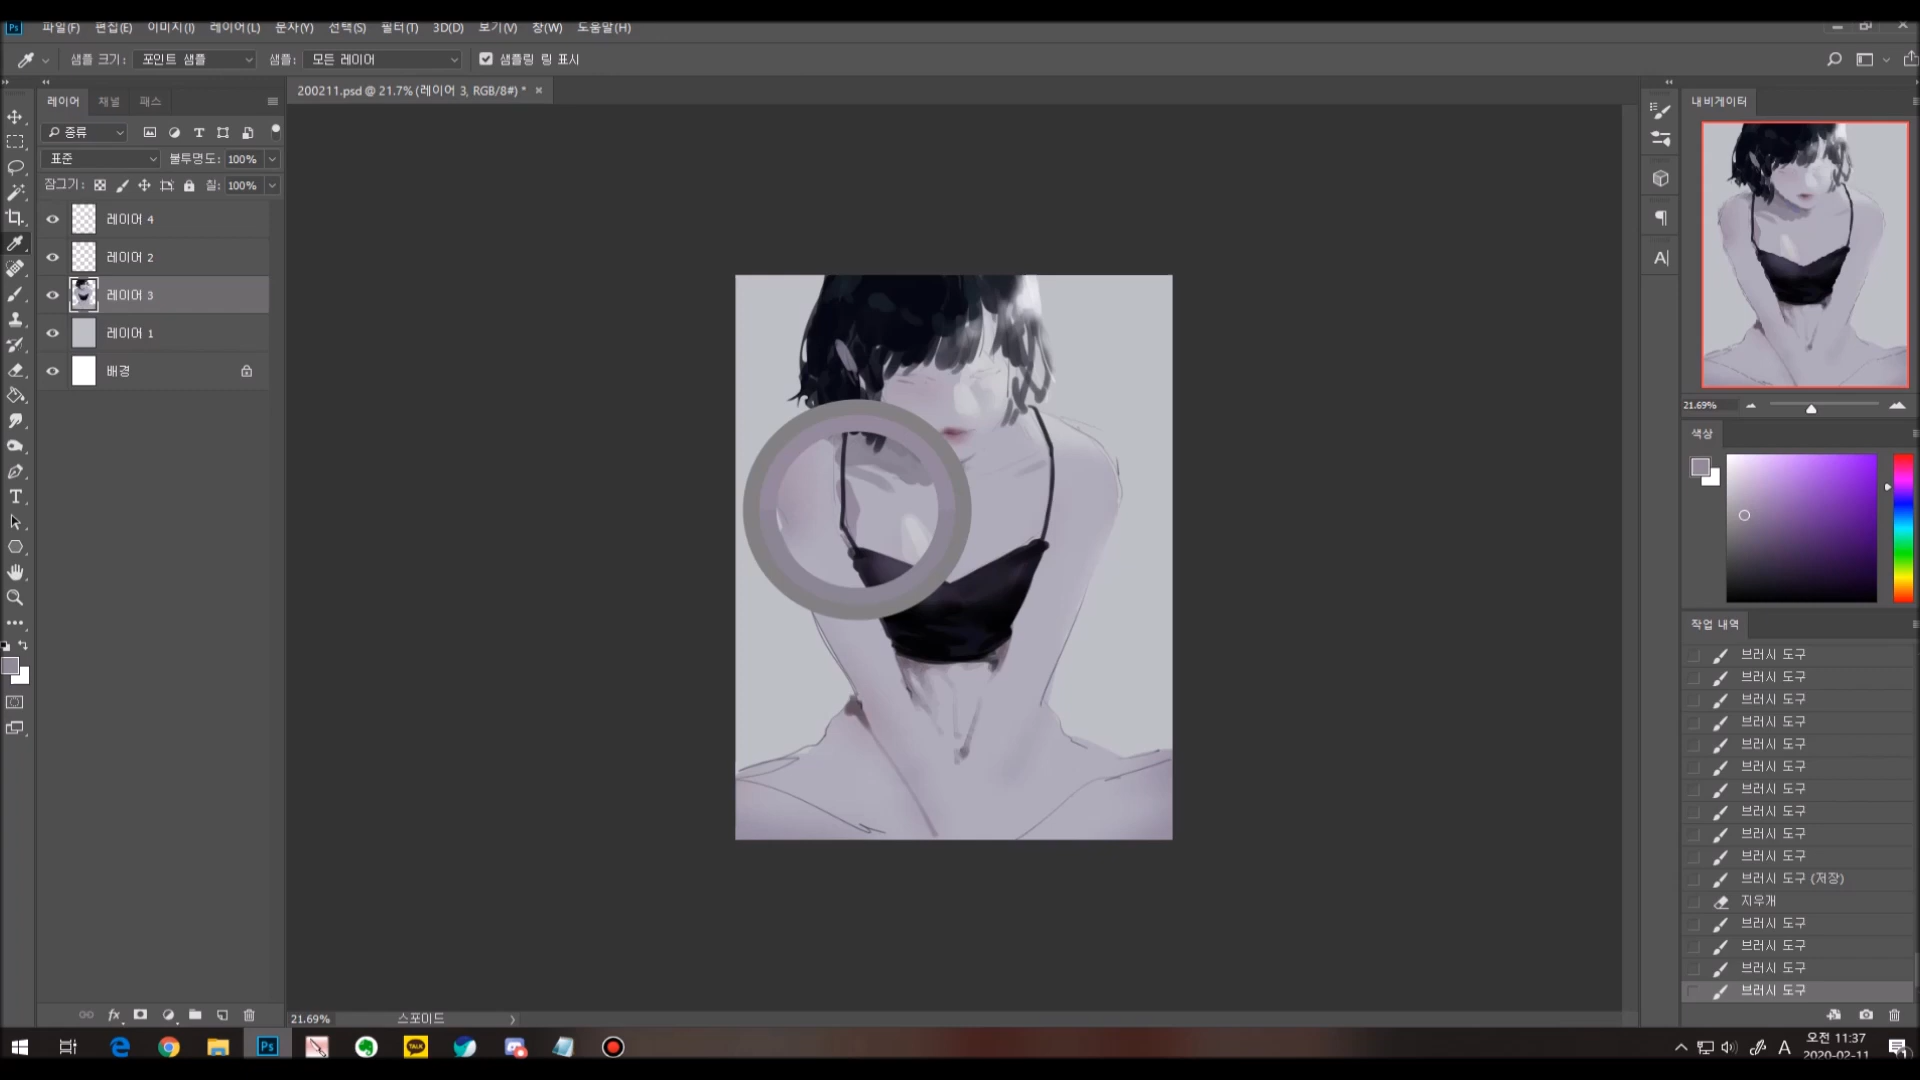 Ps 파일(F) 편집(E) 이미지(I) 레이어(L) 문자(Y) 선택(S) 필터(T) 3D(D) 보기(V) 창(W) 도움말(H)
샘플 크기: 포인트 샘플 샘플: 모든 레이어 샘플링 링 표시
200211.psd @ 21.7% (레이어 3, RGB/8#) * ×
레이어 채널 패스
종류
표준 불투명도: 100%
잠그기: 칠: 100%
레이어 4
레이어 2
레이어 3
레이어 1
배경
21.69% 스포이드
내비게이터
21.69%
색상
작업 내역
브러시 도구
브러시 도구
브러시 도구
브러시 도구
브러시 도구
브러시 도구
브러시 도구
브러시 도구
브러시 도구
브러시 도구
브러시 도구 (저장)
지우개
브러시 도구
브러시 도구
브러시 도구
브러시 도구
Ps
TALK
A
오전 11:37
2020-02-11